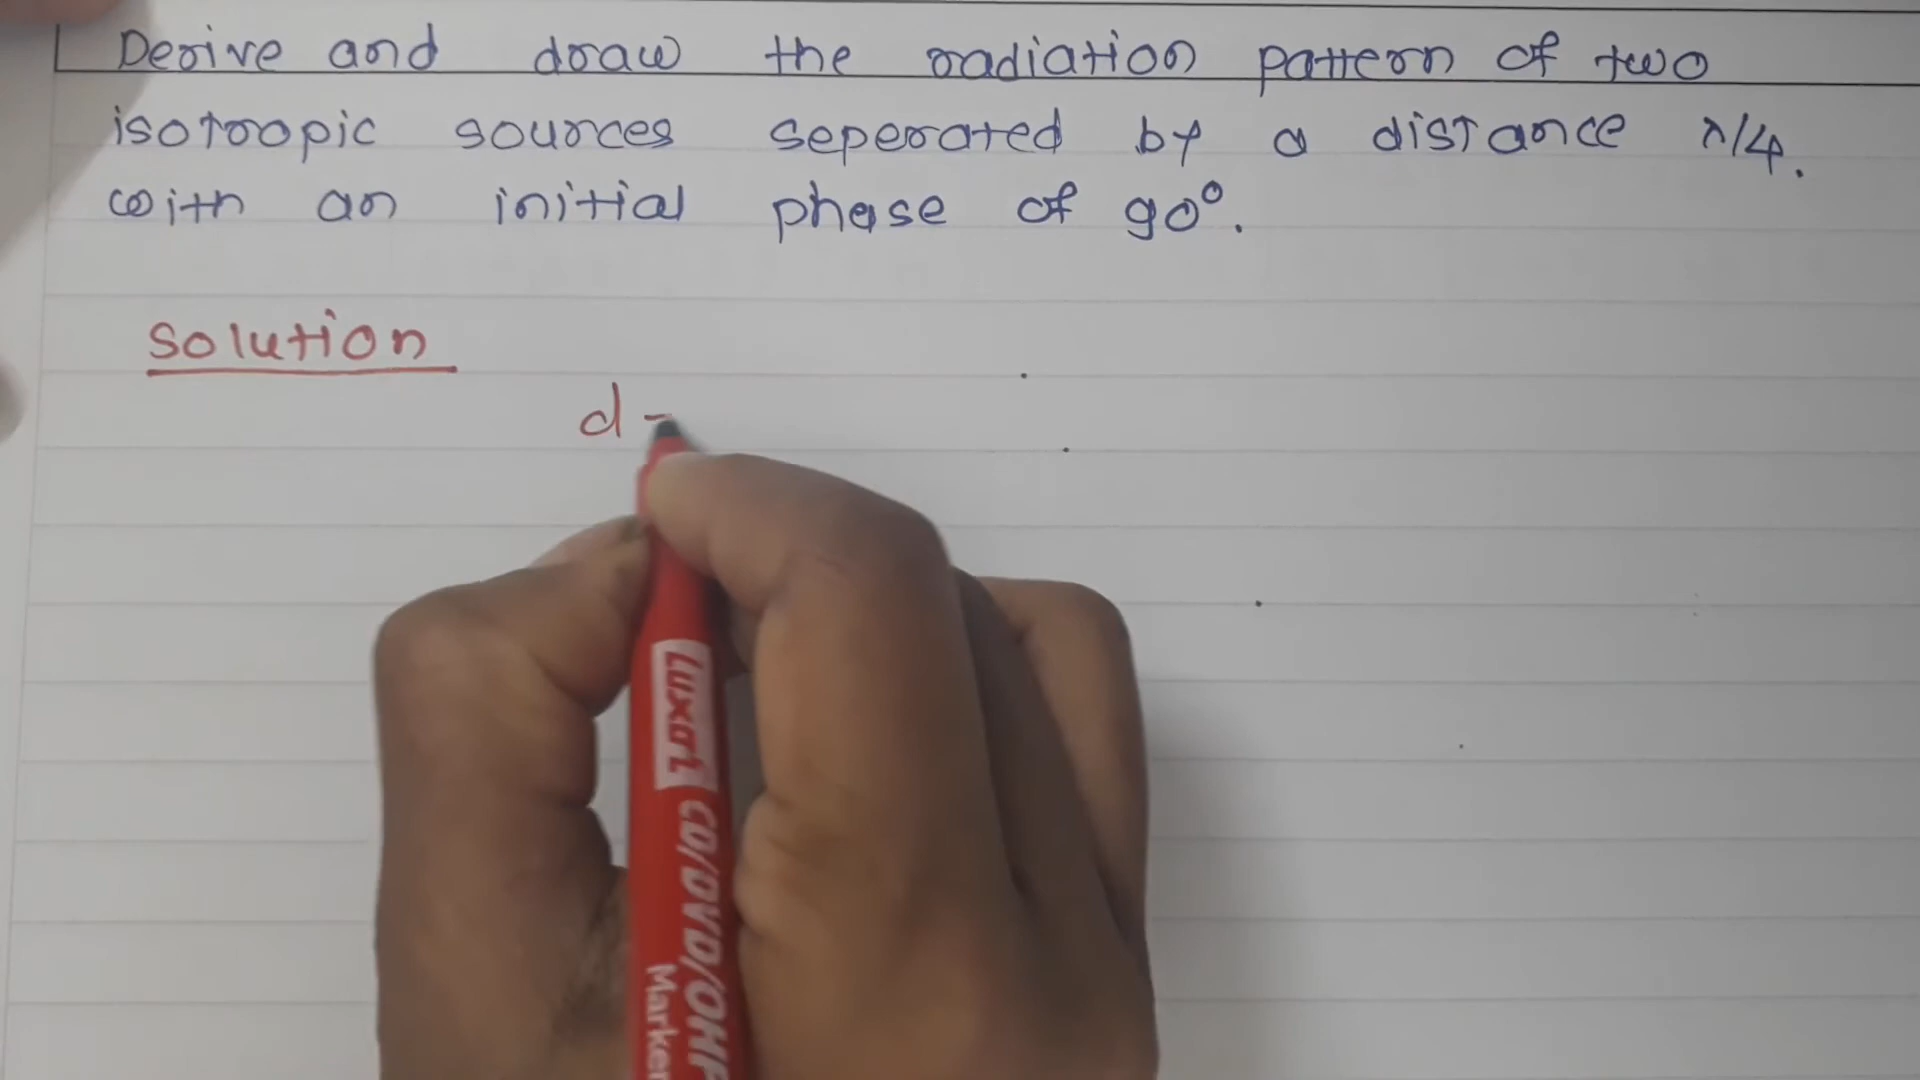 Derive and draw the radiation pattern of two
isotropic sources seperated by a distance λ/4.
with an initial phase of 90°.
Solution
d -
Luxor CD/DVD/OHP
Marker